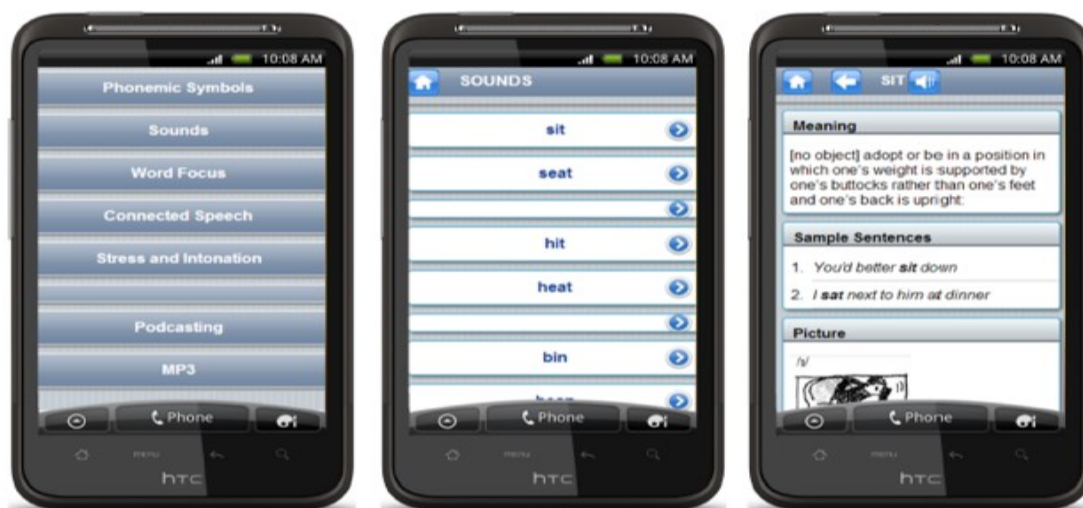 10:08 AM
Phonemic Symbols
Sounds
Word Focus
Connected Speech
Stress and Intonation
Podcasting
MP3
Phone
menu
hTC
10:08 AM
SOUNDS
sit
seat
hit
heat
bin
Phone
menu
hTC
10:08 AM
SIT
Meaning
[no object] adopt or be in a position in
which one's weight is supported by
one's buttocks rather than one's feet
and one's back is upright:
Sample Sentences
1. You'd better sit down
2. I sat next to him at dinner
Picture
Phone
menu
hTC